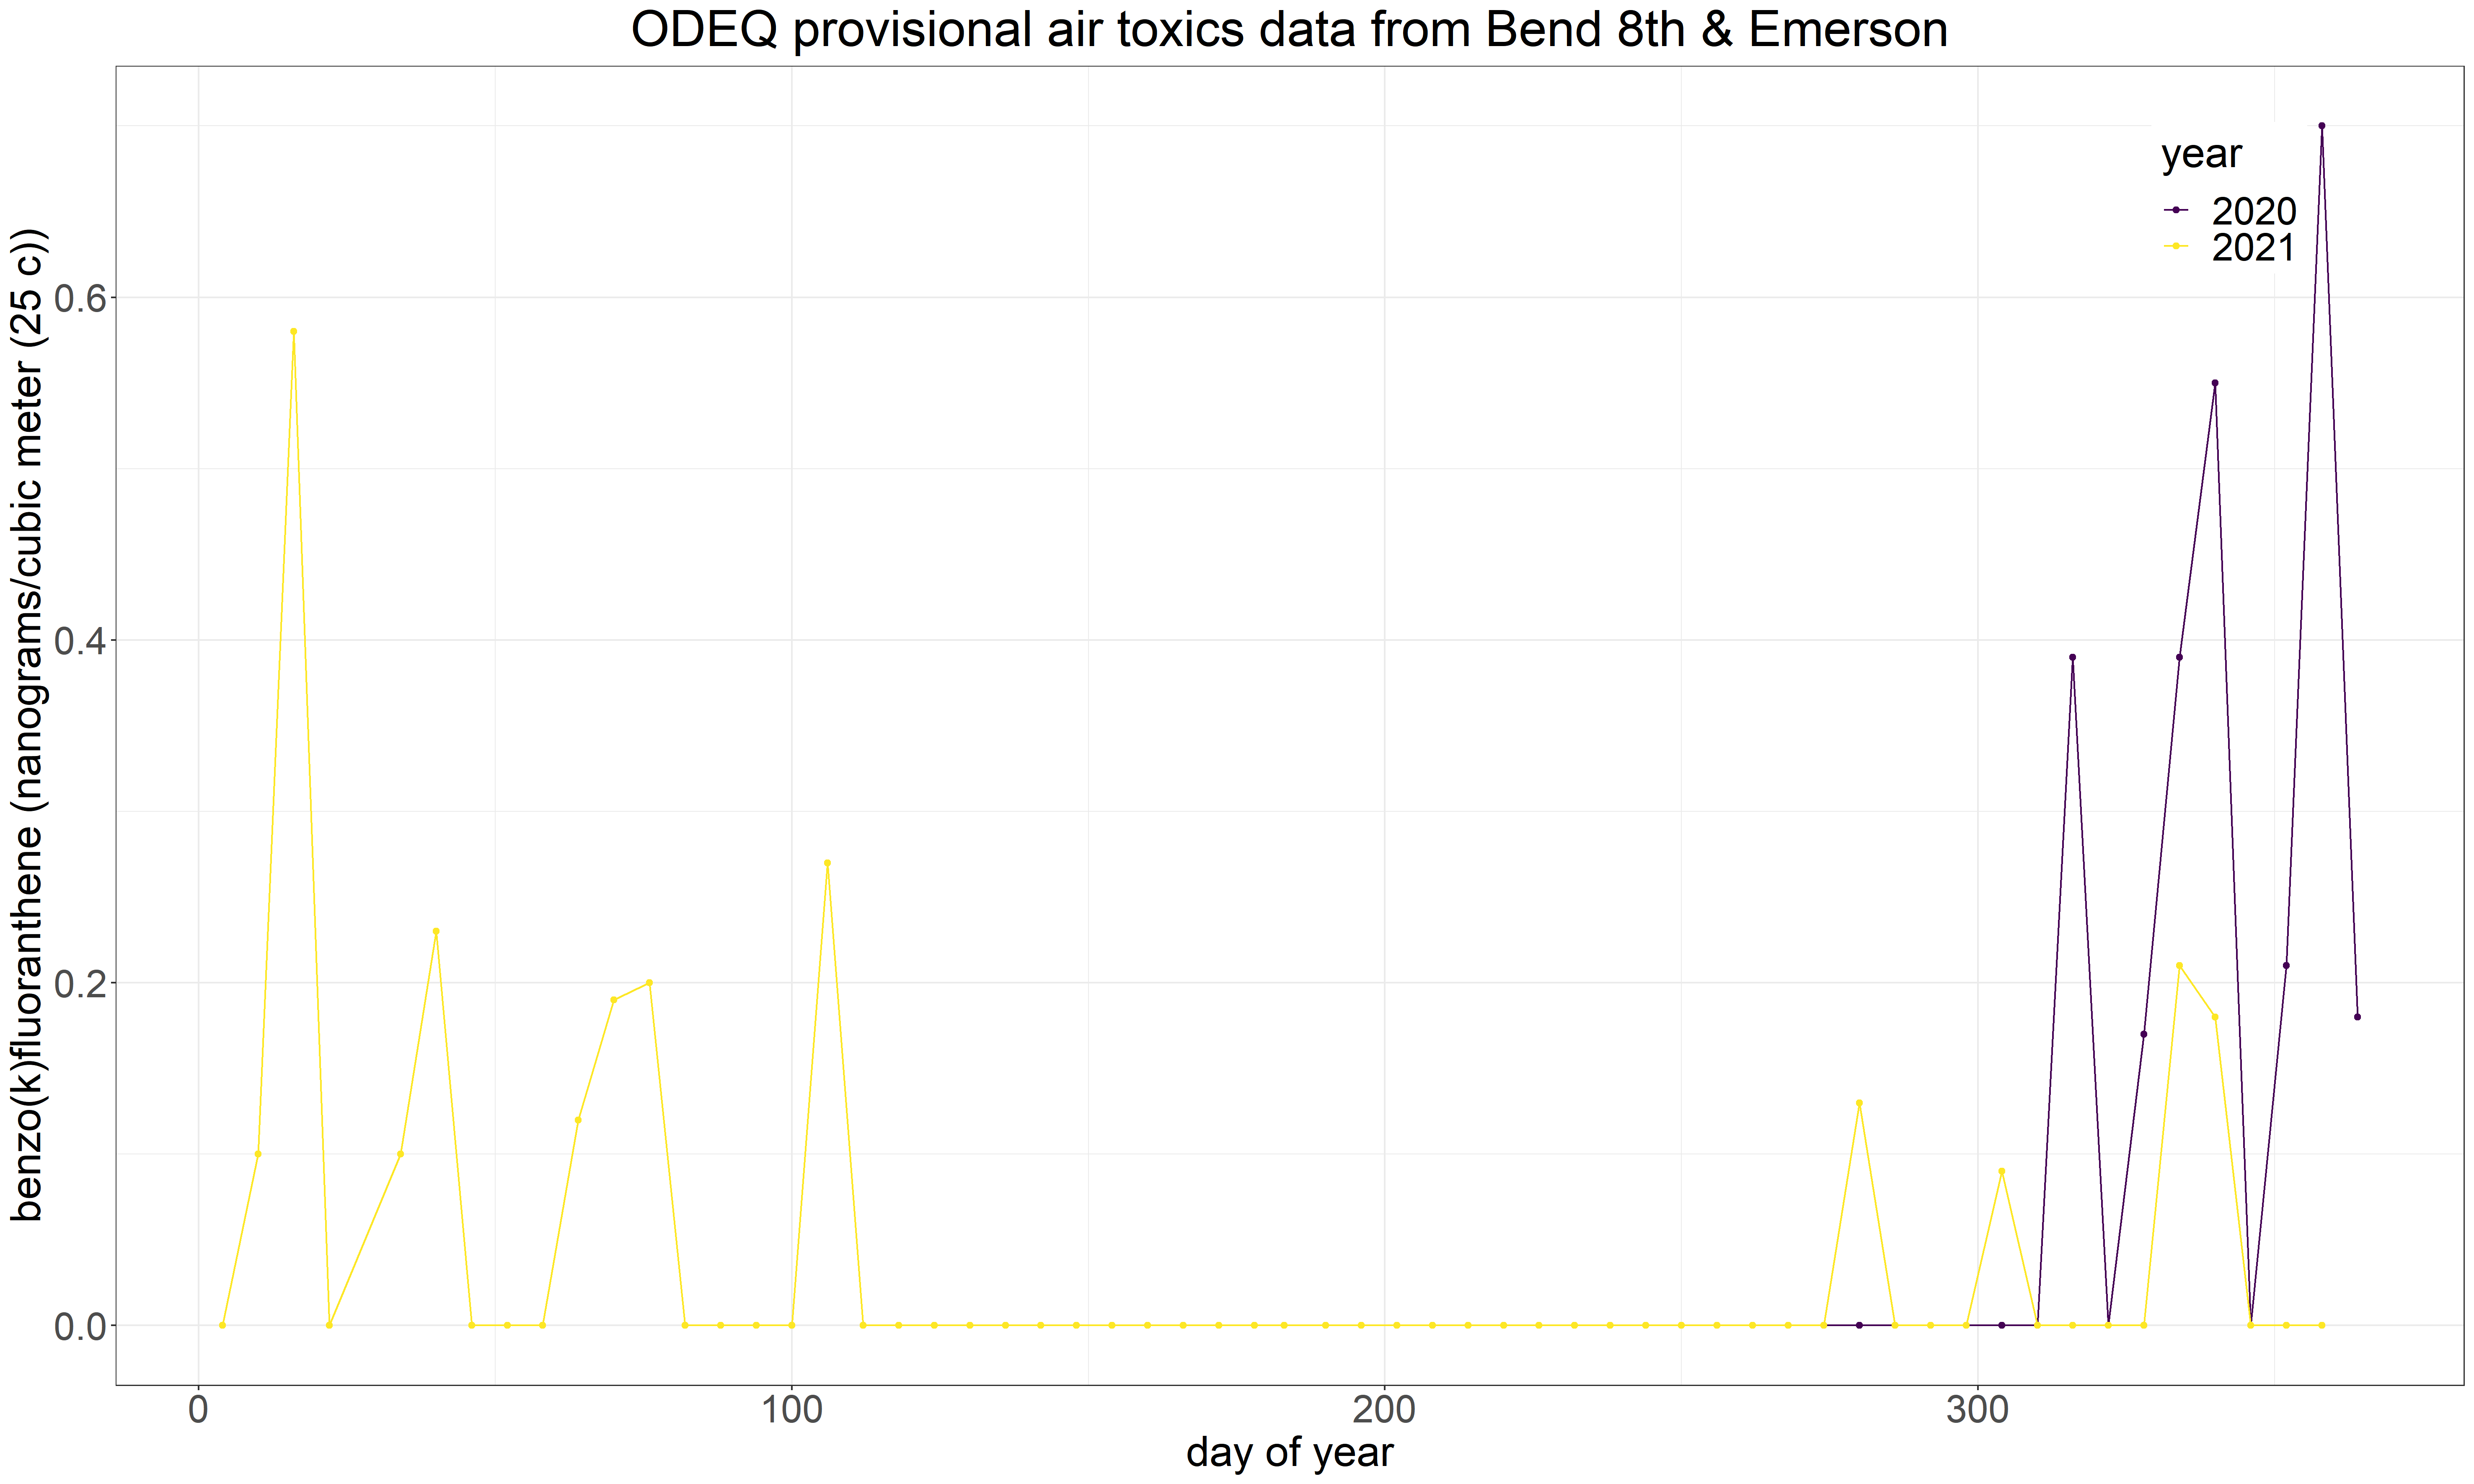 ODEQ provisional air toxics data from Bend 8th & Emerson
benzo(k)fluoranthene (nanograms/cubic meter (25 c))
year
2020
2021
0.6
0.4
0.2
0.0
0
100
200
300
day of year